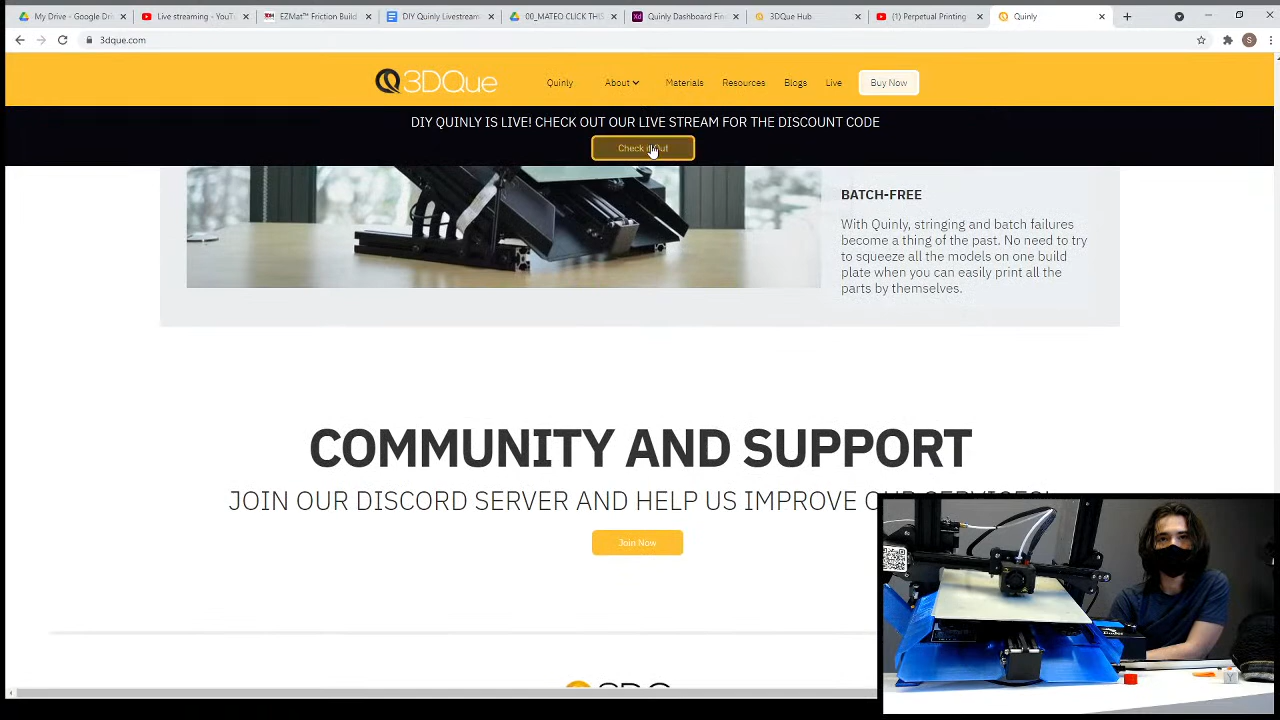 My Drive - Google Dri
Live streaming - YouTu
EZMat™ Friction Build
DIY Quinly Livestream
00_MATEO CLICK THIS
Quinly Dashboard Fin
3DQue Hub
(1) Perpetual Printing
Quinly
3dque.com
3DQue
Quinly
About
Materials
Resources
Blogs
Live
Buy Now
DIY QUINLY IS LIVE! CHECK OUT OUR LIVE STREAM FOR THE DISCOUNT CODE
Check it Out
BATCH-FREE
With Quinly, stringing and batch failures
become a thing of the past. No need to try
to squeeze all the models on one build
plate when you can easily print all the
parts by themselves.
COMMUNITY AND SUPPORT
JOIN OUR DISCORD SERVER AND HELP US IMPROVE OUR SERVICES!
Join Now